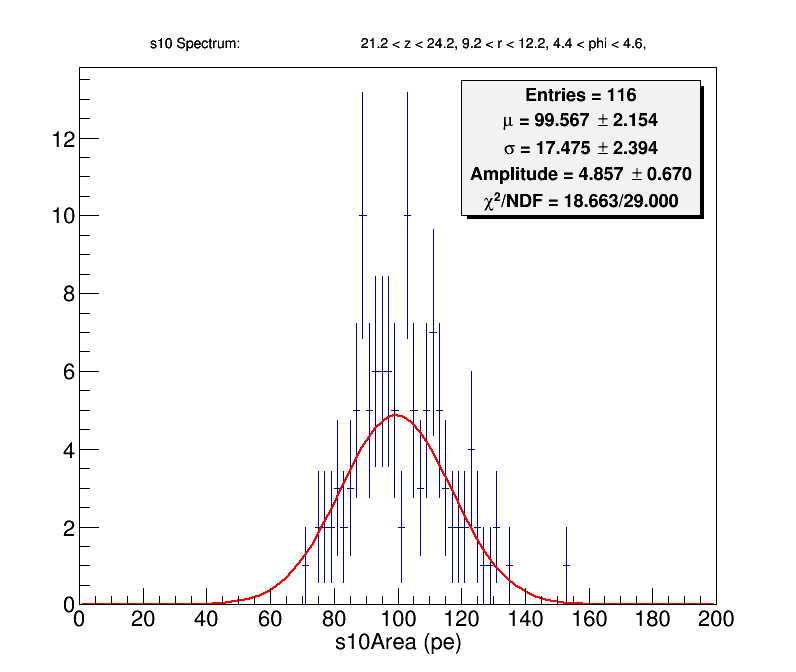 s10 Spectrum: 21.2 < z < 24.2, 9.2 < r < 12.2, 4.4 < phi < 4.6,
Entries = 116
μ = 99.567 ± 2.154
σ = 17.475 ± 2.394
Amplitude = 4.857 ± 0.670
χ²/NDF = 18.663/29.000
12
10
8
6
4
2
0
0 20 40 60 80 100 120 140 160 180 200
s10Area (pe)